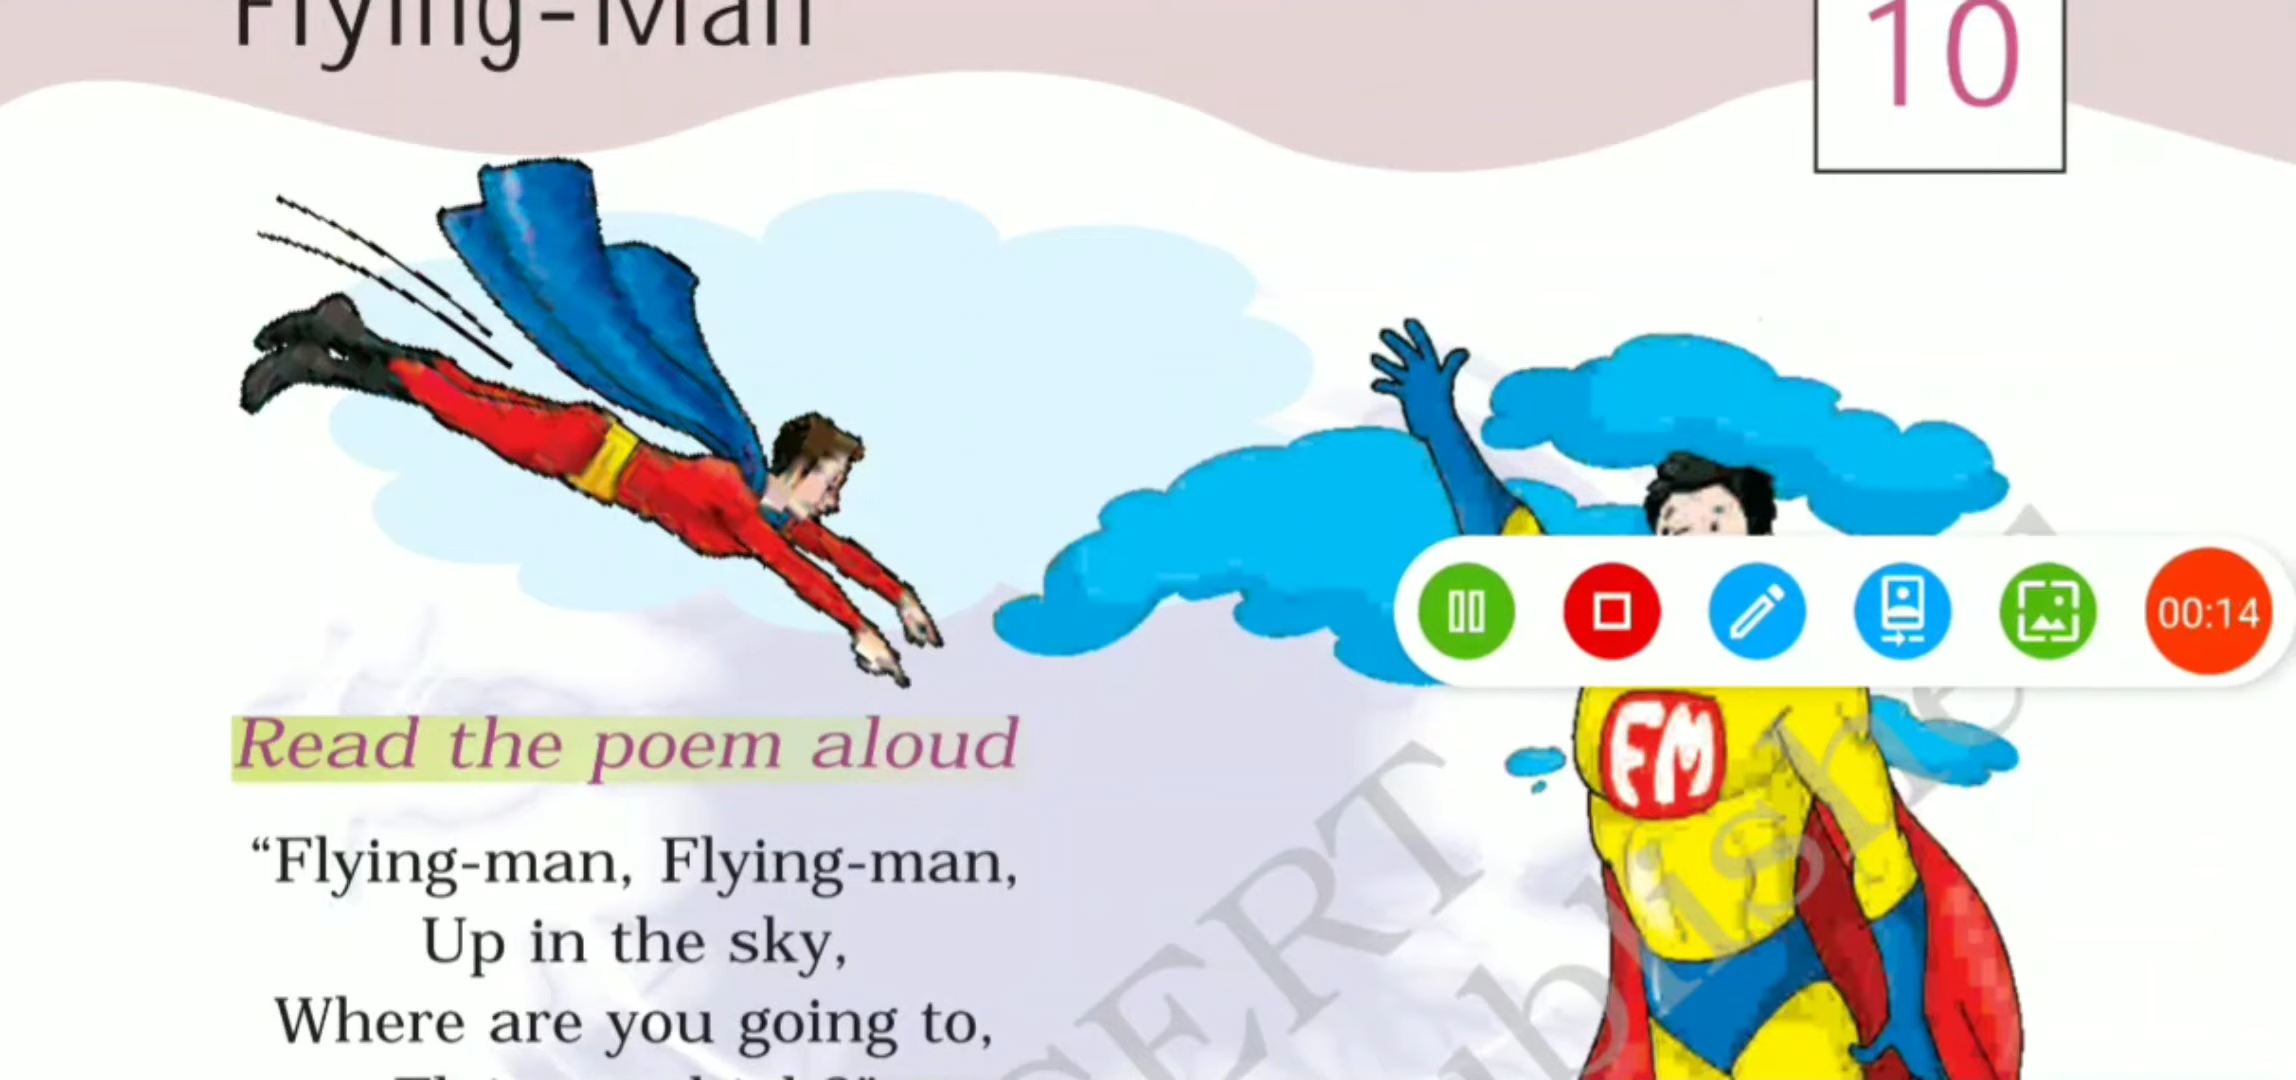 Flying-Man
10
Read the poem aloud
FM
00:14
“Flying-man, Flying-man,
Up in the sky,
Where are you going to,